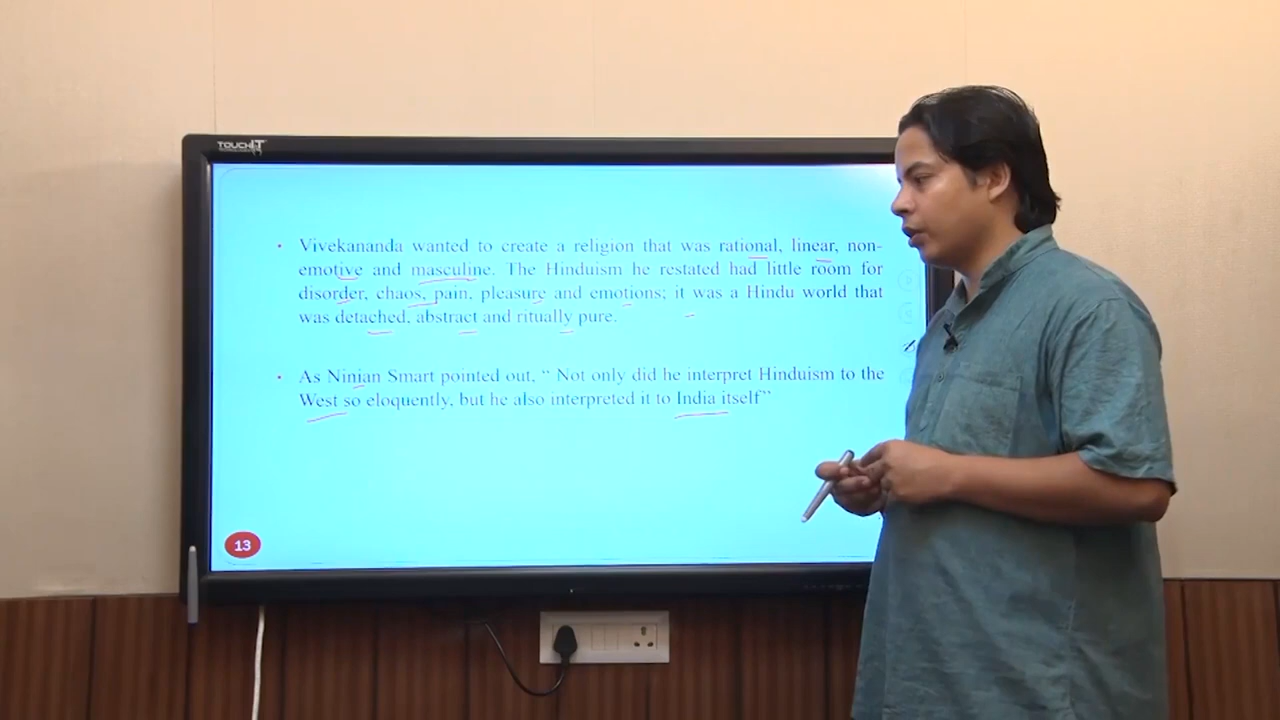 TOUCHIT
• Vivekananda wanted to create a religion that was rational, linear, non-
emotive and masculine. The Hinduism he restated had little room for
disorder, chaos, pain, pleasure and emotions; it was a Hindu world that
was detached, abstract and ritually pure.
• As Ninian Smart pointed out, “ Not only did he interpret Hinduism to the
West so eloquently, but he also interpreted it to India itself”
13